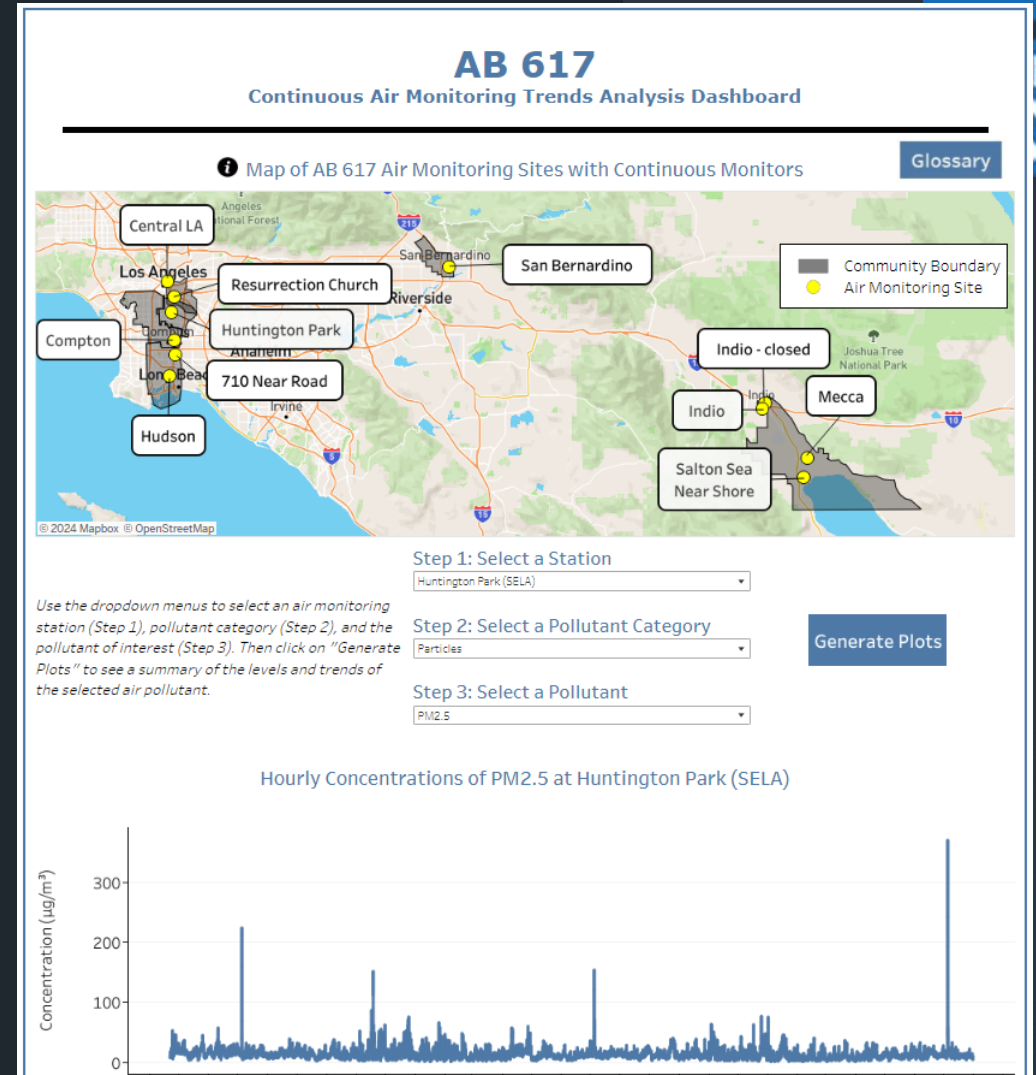 AB 617
Continuous Air Monitoring Trends Analysis Dashboard
i Map of AB 617 Air Monitoring Sites with Continuous Monitors
Glossary
Angeles
tional Forest
Central LA
215
San Bernardino
San Bernardino
Community Boundary
Air Monitoring Site
Los Angeles
Resurrection Church
Riverside
Huntington Park
Compton
Anaheim
710 Near Road
Irvine
Hudson
5
15
Indio - closed
Joshua Tree
National Park
Indio
Mecca
10
Salton Sea
Near Shore
© 2024 Mapbox © OpenStreetMap
Step 1: Select a Station
Huntington Park (SELA)
Use the dropdown menus to select an air monitoring
station (Step 1), pollutant category (Step 2), and the
pollutant of interest (Step 3). Then click on "Generate
Plots" to see a summary of the levels and trends of
the selected air pollutant.
Step 2: Select a Pollutant Category
Particles
Generate Plots
Step 3: Select a Pollutant
PM2.5
Hourly Concentrations of PM2.5 at Huntington Park (SELA)
Concentration (µg/m³)
300
200
100
0